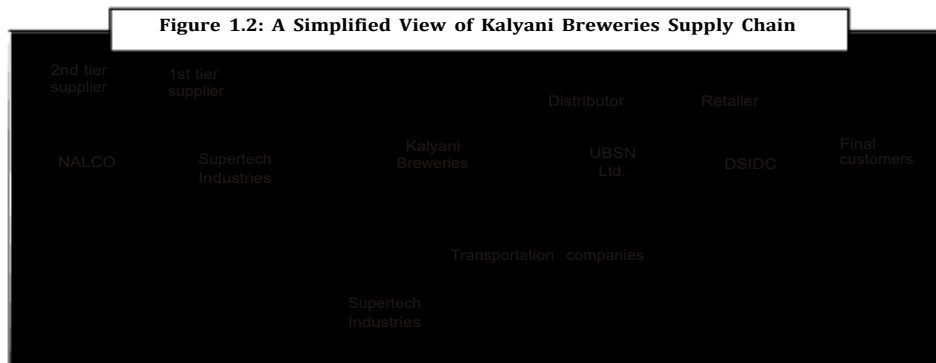 Figure 1.2: A Simplified View of Kalyani Breweries Supply Chain
2nd tier
supplier
1st tier
supplier
Distributor
Retailer
NALCO
Supertech
Industries
Kalyani
Breweries
UBSN
Ltd.
DSIDC
Final
customers
Transportation companies
Supertech
Industries